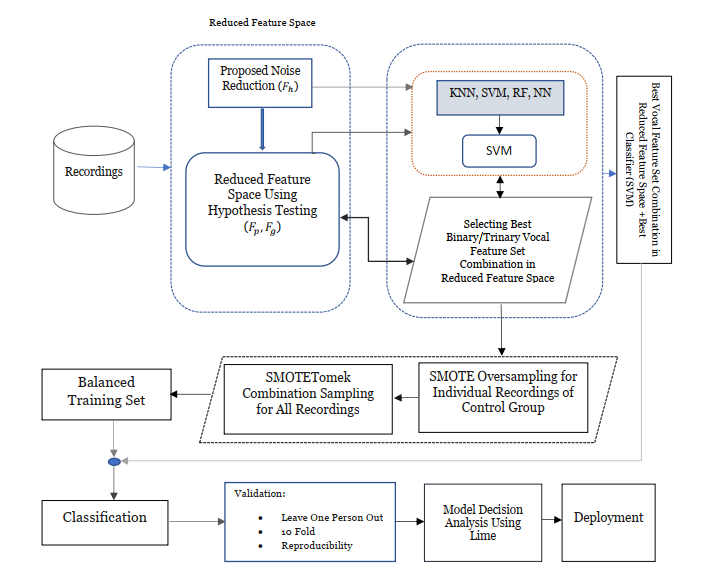 Reduced Feature Space
Proposed Noise
Reduction (Fₕ)
KNN, SVM, RF, NN
SVM
Recordings
Reduced Feature
Space Using
Hypothesis Testing
(Fₚ, F_g)
Selecting Best
Binary/Trinary Vocal
Feature Set
Combination in
Reduced Feature Space
Best Vocal Feature Set Combination in
Reduced Feature Space +Best
Classifier (SVM)
SMOTE Oversampling for
Individual Recordings of
Control Group
SMOTETomek
Combination Sampling
for All Recordings
Balanced
Training Set
Classification
Validation:
• Leave One Person Out
• 10 Fold
• Reproducibility
Model Decision
Analysis Using
Lime
Deployment